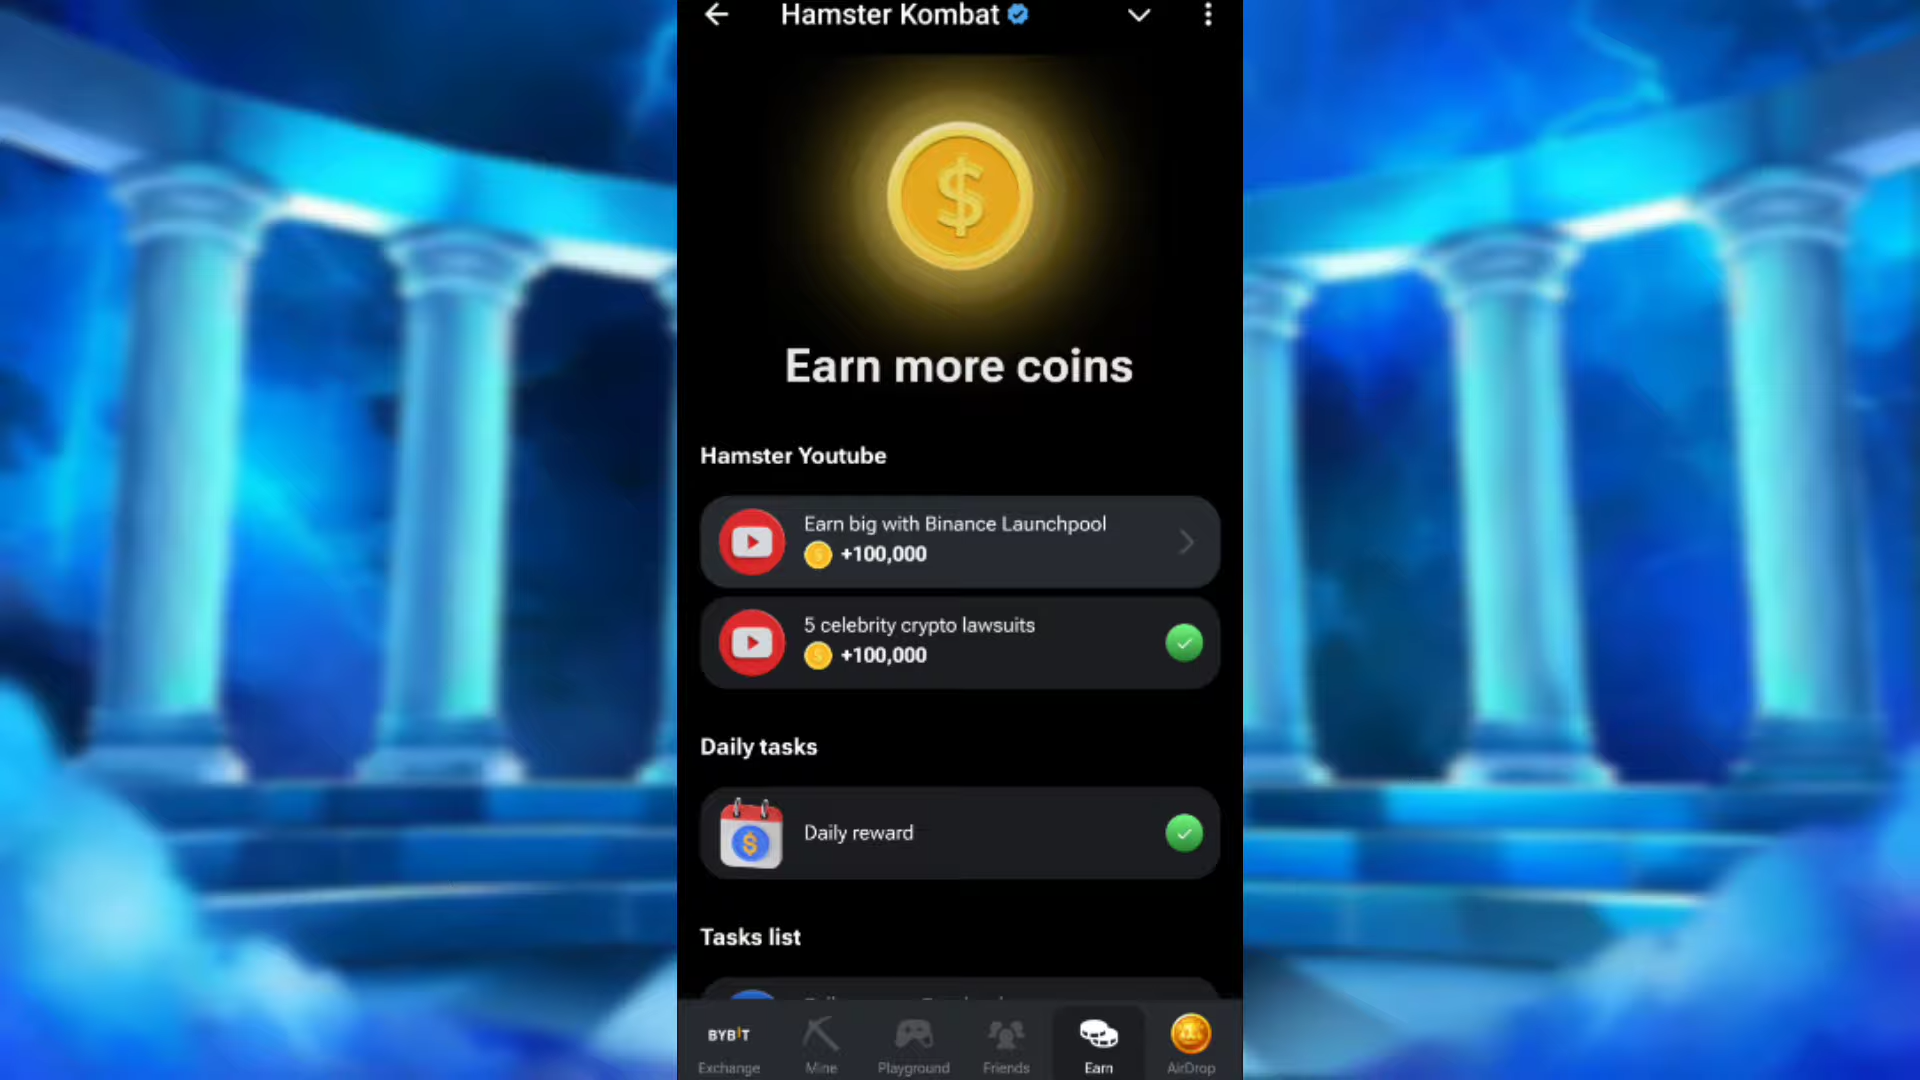 Hamster Kombat
Earn more coins
Hamster Youtube
Earn big with Binance Launchpool
+100,000
5 celebrity crypto lawsuits
+100,000
Daily tasks
Daily reward
Tasks list
BYBIT
Exchange
Mine
Playground
Friends
Earn
AirDrop